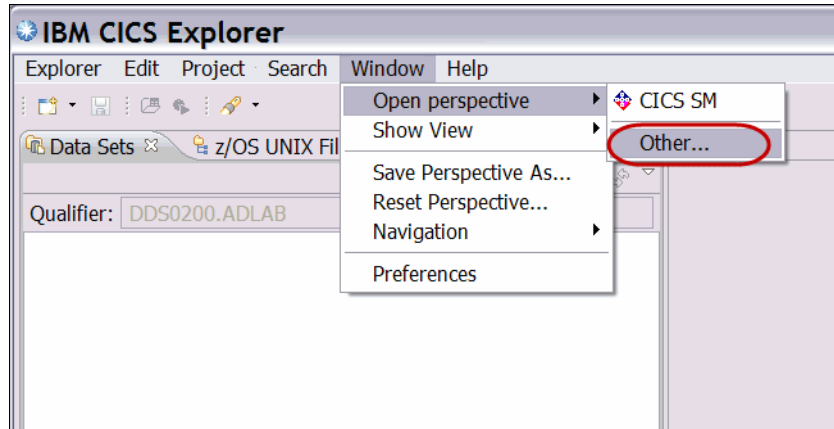 IBM CICS Explorer
Explorer Edit Project Search Window Help
Open perspective
CICS SM
Show View
Other...
Data Sets
z/OS UNIX Fil
Save Perspective As...
Reset Perspective...
Qualifier: DDS0200.ADLAB
Navigation
Preferences